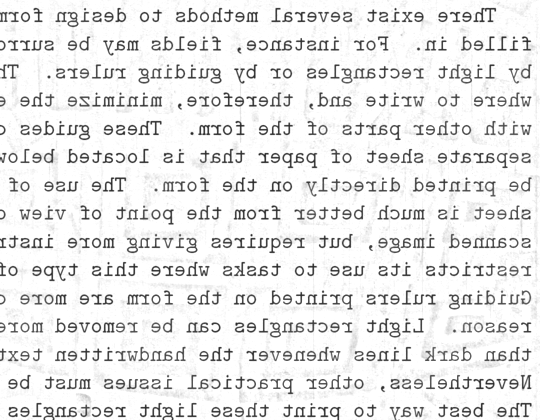 There exist several methods to design form
filled in. For instance, fields may be surro
by light rectangles or by guiding rulers. Th
where to write and, therefore, minimize the e
with other parts of the form. These guides c
separate sheet of paper that is located below
be printed directly on the form. The use of
sheet is much better from the point of view o
scanned image, but requires giving more instr
restricts its use to tasks where this type of
Guiding rulers printed on the form are more c
reason. Light rectangles can be removed more
than dark lines whenever the handwritten text
Nevertheless, other practical issues must be
The best way to print these light rectangles